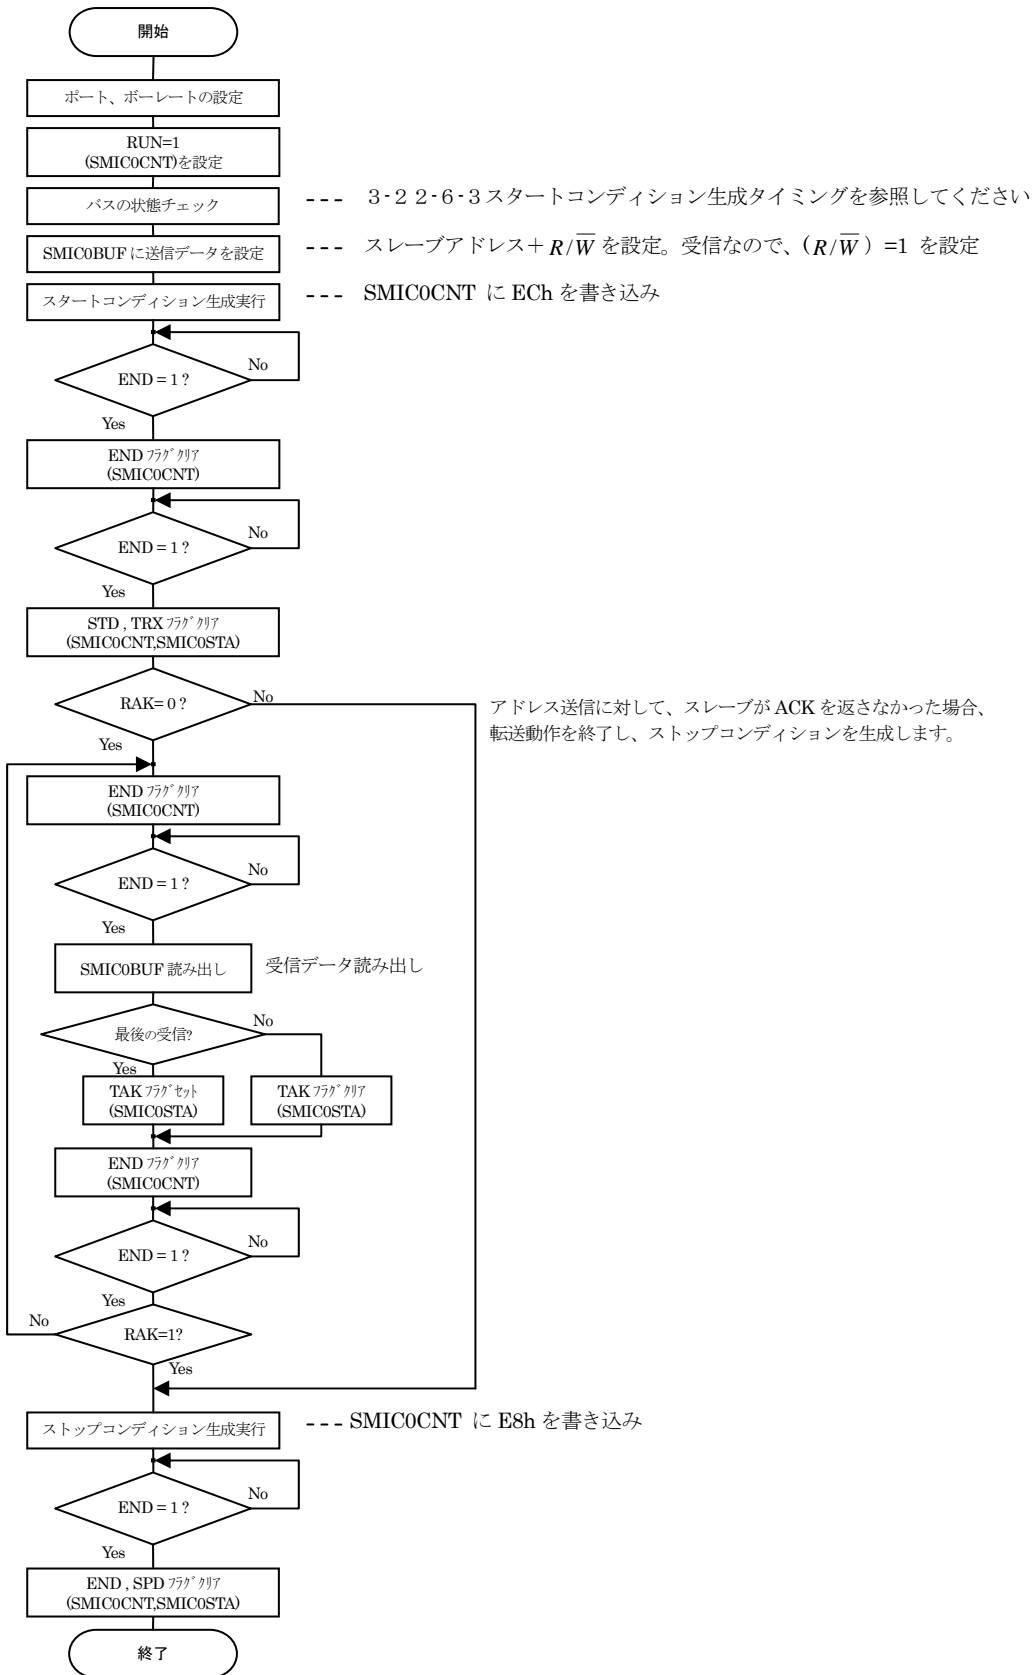 開始
ポート、ボーレートの設定
RUN=1
(SMIC0CNT)を設定
バスの状態チェック
--- 3-22-6-3スタートコンディション生成タイミングを参照してください
SMIC0BUFに送信データを設定
--- スレーブアドレス+R/W̅を設定。受信なので、(R/W̅)=1 を設定
スタートコンディション生成実行
--- SMIC0CNT に ECh を書き込み
END = 1 ?
No
Yes
END ﾌﾗｸﾞｸﾘｱ
(SMIC0CNT)
END = 1 ?
No
Yes
STD , TRX ﾌﾗｸﾞｸﾘｱ
(SMIC0CNT,SMIC0STA)
RAK= 0 ?
No
Yes
アドレス送信に対して、スレーブが ACK を返さなかった場合、
転送動作を終了し、ストップコンディションを生成します。
END ﾌﾗｸﾞｸﾘｱ
(SMIC0CNT)
END = 1 ?
No
Yes
SMIC0BUF 読み出し
受信データ読み出し
最後の受信?
No
Yes
TAK ﾌﾗｸﾞｾｯﾄ
(SMIC0STA)
TAK ﾌﾗｸﾞｸﾘｱ
(SMIC0STA)
END ﾌﾗｸﾞｸﾘｱ
(SMIC0CNT)
END = 1 ?
No
Yes
RAK=1?
No
Yes
ストップコンディション生成実行
--- SMIC0CNT に E8h を書き込み
END = 1 ?
No
Yes
END , SPD ﾌﾗｸﾞｸﾘｱ
(SMIC0CNT,SMIC0STA)
終了